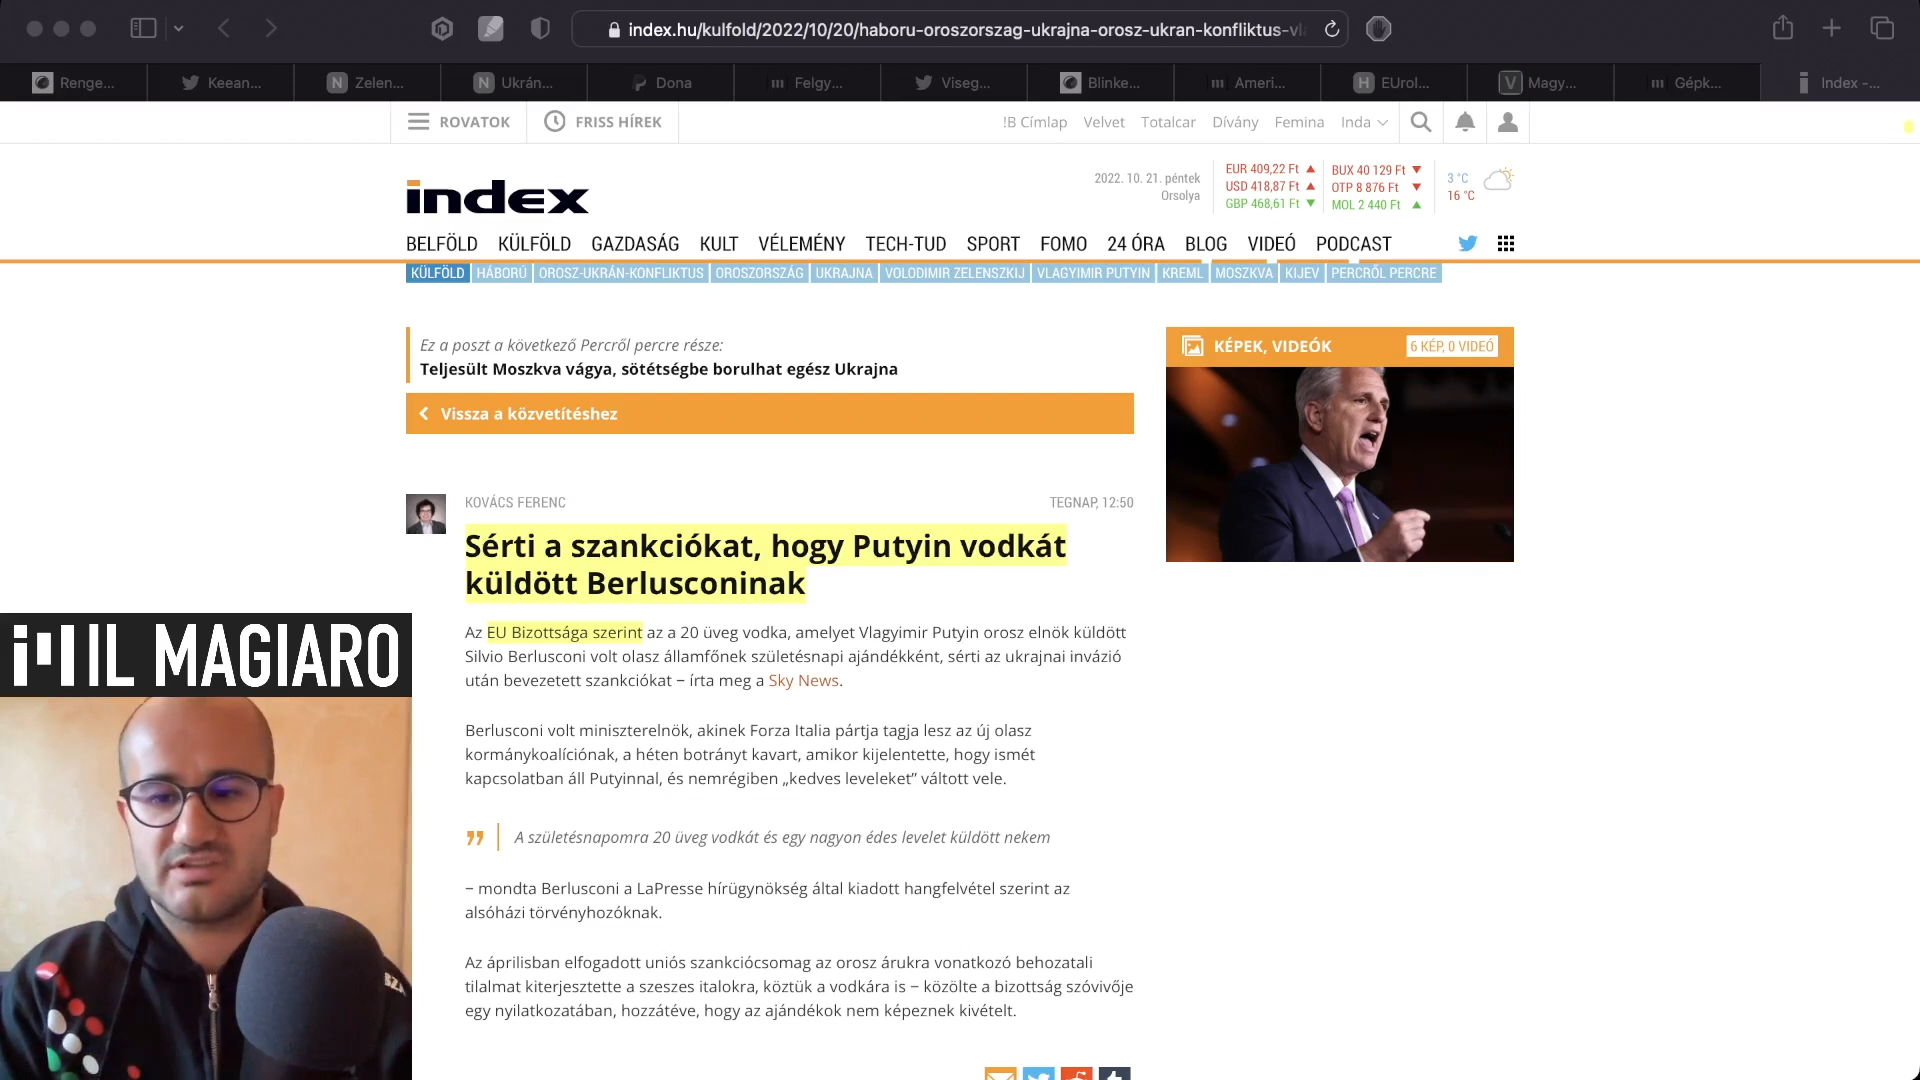 index.hu/kulfold/2022/10/20/haboru-oroszorszag-ukrajna-orosz-ukran-konfliktus-vl
Renge... Keean... Zelen... Ukrán... Dona Felgy... Viseg... Blinke... Ameri... EUrol... Magy... Gépk... Index -...
ROVATOK FRISS HÍREK !B Címlap Velvet Totalcar Dívány Femina Inda
index
2022. 10. 21. péntek
Orsolya
EUR 409,22 Ft
USD 418,87 Ft
GBP 468,61 Ft
BUX 40 129 Ft
OTP 8 876 Ft
MOL 2 440 Ft
3 °C
16 °C
BELFÖLD KÜLFÖLD GAZDASÁG KULT VÉLEMÉNY TECH-TUD SPORT FOMO 24 ÓRA BLOG VIDEÓ PODCAST
KÜLFÖLD HÁBORÚ OROSZ-UKRÁN-KONFLIKTUS OROSZORSZÁG UKRAJNA VOLODIMIR ZELENSZKIJ VLAGYIMIR PUTYIN KREML MOSZKVA KIJEV PERCRŐL PERCRE
Ez a poszt a következő Percről percre része:
Teljesült Moszkva vágya, sötétségbe borulhat egész Ukrajna
Vissza a közvetítéshez
KÉPEK, VIDEÓK 6 KÉP, 0 VIDEÓ
KOVÁCS FERENC TEGNAP, 12:50
Sérti a szankciókat, hogy Putyin vodkát
küldött Berlusconinak
Az EU Bizottsága szerint az a 20 üveg vodka, amelyet Vlagyimir Putyin orosz elnök küldött
Silvio Berlusconi volt olasz államfőnek születésnapi ajándékként, sérti az ukrajnai invázió
után bevezetett szankciókat – írta meg a Sky News.
Berlusconi volt miniszterelnök, akinek Forza Italia pártja tagja lesz az új olasz
kormánykoalíciónak, a héten botrányt kavart, amikor kijelentette, hogy ismét
kapcsolatban áll Putyinnal, és nemrégiben „kedves leveleket” váltott vele.
A születésnapomra 20 üveg vodkát és egy nagyon édes levelet küldött nekem
– mondta Berlusconi a LaPresse hírügynökség által kiadott hangfelvétel szerint az
alsóházi törvényhozóknak.
Az áprilisban elfogadott uniós szankciócsomag az orosz árukra vonatkozó behozatali
tilalmat kiterjesztette a szeszes italokra, köztük a vodkára is – közölte a bizottság szóvivője
egy nyilatkozatában, hozzátéve, hogy az ajándékok nem képeznek kivételt.
IL MAGIARO